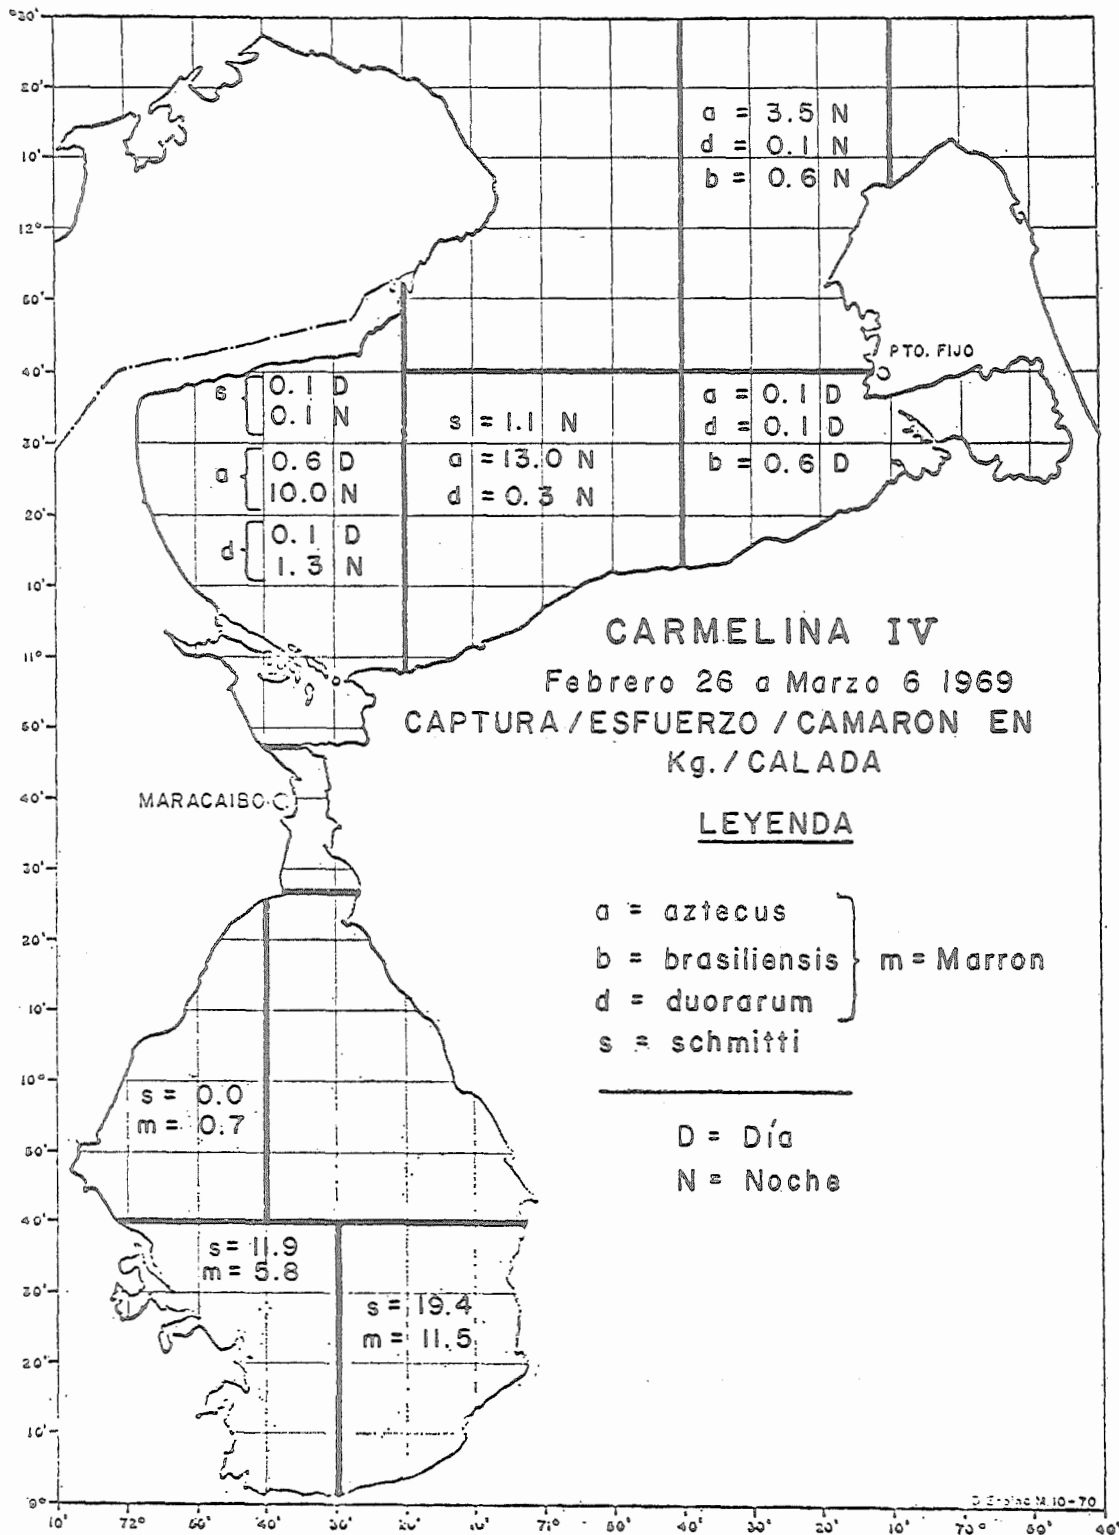 a = 3.5 N
d = 0.1 N
b = 0.6 N
PTO. FIJO
s { 0.1 D
0.1 N
a { 0.6 D
10.0 N
d { 0.1 D
1.3 N
s = 1.1 N
a = 13.0 N
d = 0.3 N
a = 0.1 D
d = 0.1 D
b = 0.6 D
CARMELINA IV
Febrero 26 a Marzo 6 1969
CAPTURA/ESFUERZO/CAMARON EN
Kg./CALADA
MARACAIBO
LEYENDA
a = aztecus
b = brasiliensis
d = duorarum
m = Marron
s = schmitti
D = Día
N = Noche
s = 0.0
m = 0.7
s = 11.9
m = 5.8
s = 19.4
m = 11.5
30'
20'
10'
12°
50'
40'
30'
20'
10'
11°
50'
40'
30'
20'
10'
10°
50'
40'
30'
20'
10'
9°
10' 72° 50' 40' 30' 20' 10' 71° 50' 40' 30' 20' 10' 70°
M. 10-70